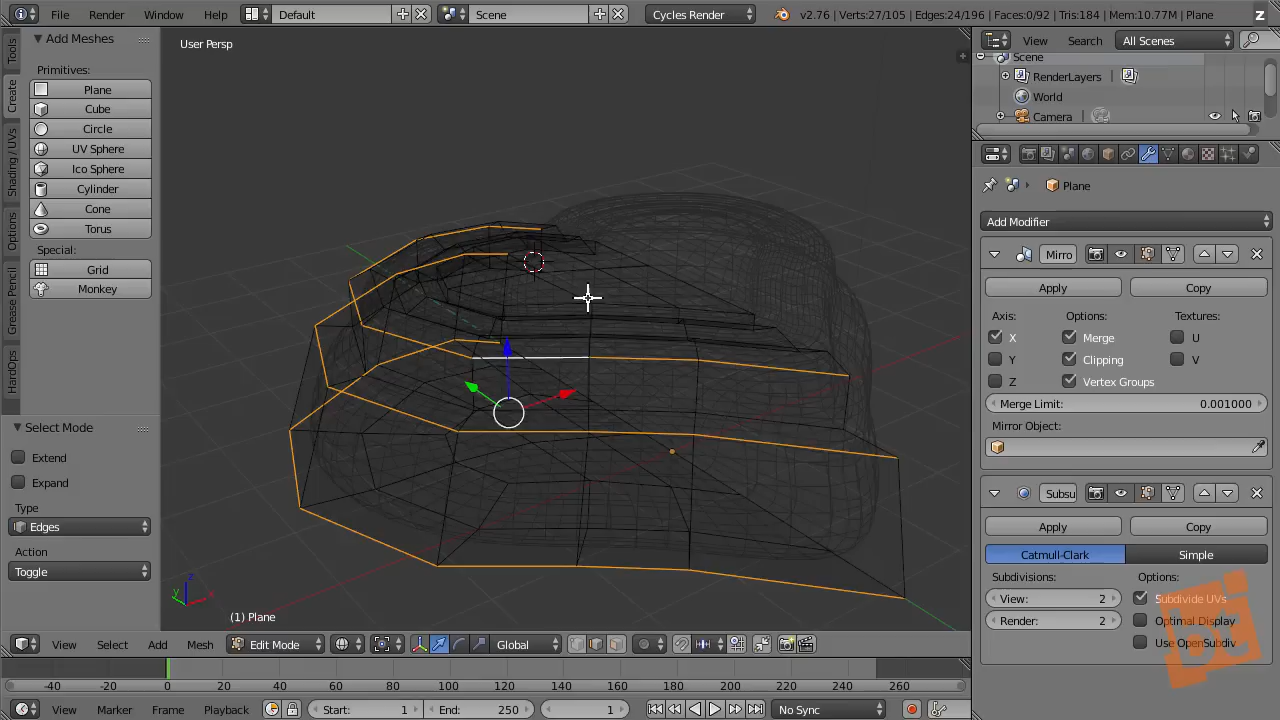 File Render Window Help Default Scene Cycles Render v2.76 | Verts:27/105 | Edges:24/196 | Faces:0/92 | Tris:184 | Mem:10.77M | Plane z
Add Meshes
User Persp
View Search All Scenes
Scene
RenderLayers
World
Camera
Tools
Create
Shading / UVs
Options
Grease Pencil
HardOps
Primitives:
Plane
Cube
Circle
UV Sphere
Ico Sphere
Cylinder
Cone
Torus
Special:
Grid
Monkey
Select Mode
Extend
Expand
Type
Edges
Action
Toggle
z
y
x
(1) Plane
Plane
Add Modifier
Mirro
Apply Copy
Axis: Options: Textures:
X Merge U
Y Clipping V
Z Vertex Groups
Merge Limit: 0.001000
Mirror Object:
Subsu
Apply Copy
Catmull-Clark Simple
Subdivisions: Options:
View: 2 Subdivide UVs
Render: 2 Optimal Display
Use OpenSubdiv
View Select Add Mesh Edit Mode Global
-40 -20 0 20 40 60 80 100 120 140 160 180 200 220 240 260
View Marker Frame Playback Start: 1 End: 250 1 No Sync